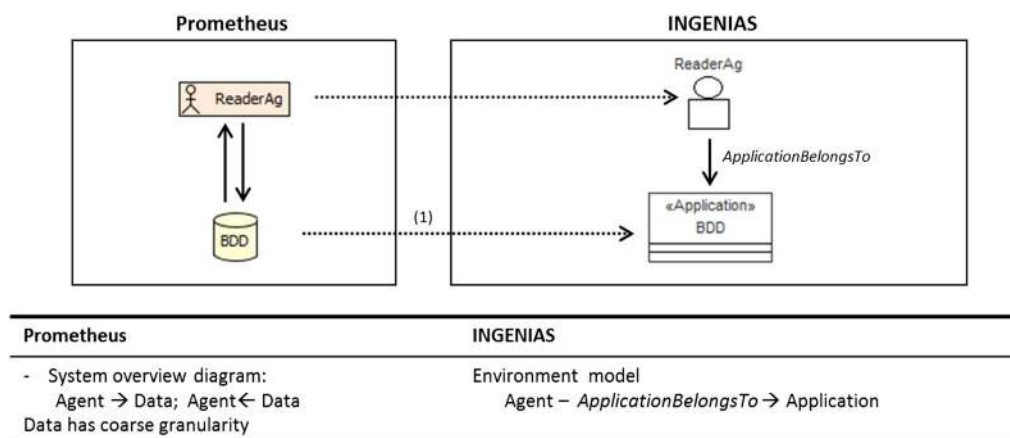 Prometheus
INGENIAS
ReaderAg
ReaderAg
ApplicationBelongsTo
BDD
(1)
«Application»
BDD
Prometheus
INGENIAS
- System overview diagram:
Agent → Data; Agent ← Data
Data has coarse granularity
Environment model
Agent – ApplicationBelongsTo → Application